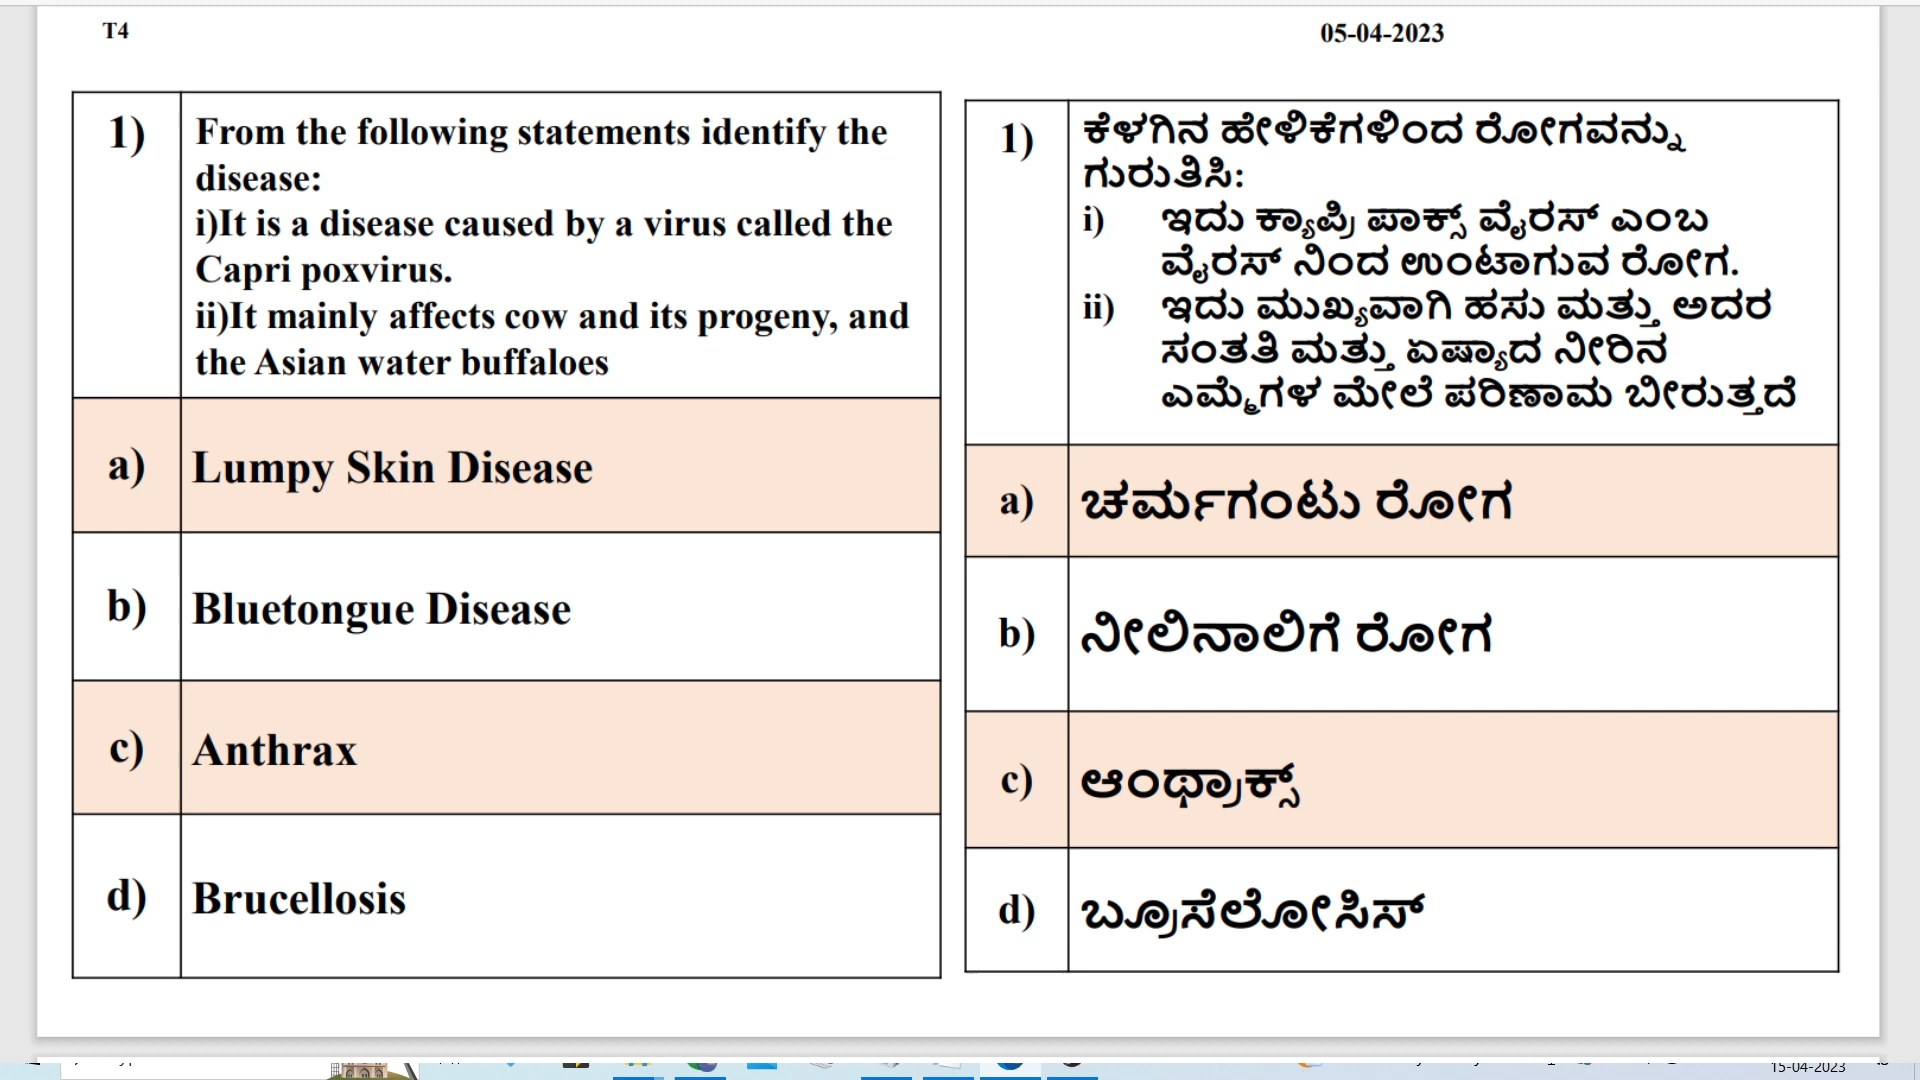 T4
05-04-2023
1)
From the following statements identify the
disease:
i)It is a disease caused by a virus called the
Capri poxvirus.
ii)It mainly affects cow and its progeny, and
the Asian water buffaloes
a)
Lumpy Skin Disease
b)
Bluetongue Disease
c)
Anthrax
d)
Brucellosis
1)
ಕೆಳಗಿನ ಹೇಳಿಕೆಗಳಿಂದ ರೋಗವನ್ನು
ಗುರುತಿಸಿ:
i) ಇದು ಕ್ಯಾಪ್ರಿ ಪಾಕ್ಸ್ ವೈರಸ್ ಎಂಬ
ವೈರಸ್ ನಿಂದ ಉಂಟಾಗುವ ರೋಗ.
ii) ಇದು ಮುಖ್ಯವಾಗಿ ಹಸು ಮತ್ತು ಅದರ
ಸಂತತಿ ಮತ್ತು ಏಷ್ಯಾದ ನೀರಿನ
ಎಮ್ಮೆಗಳ ಮೇಲೆ ಪರಿಣಾಮ ಬೀರುತ್ತದೆ
a)
ಚರ್ಮಗಂಟು ರೋಗ
b)
ನೀಲಿನಾಲಿಗೆ ರೋಗ
c)
ಆಂಥ್ರಾಕ್ಸ್
d)
ಬ್ರೂಸೆಲೋಸಿಸ್
15-04-2023